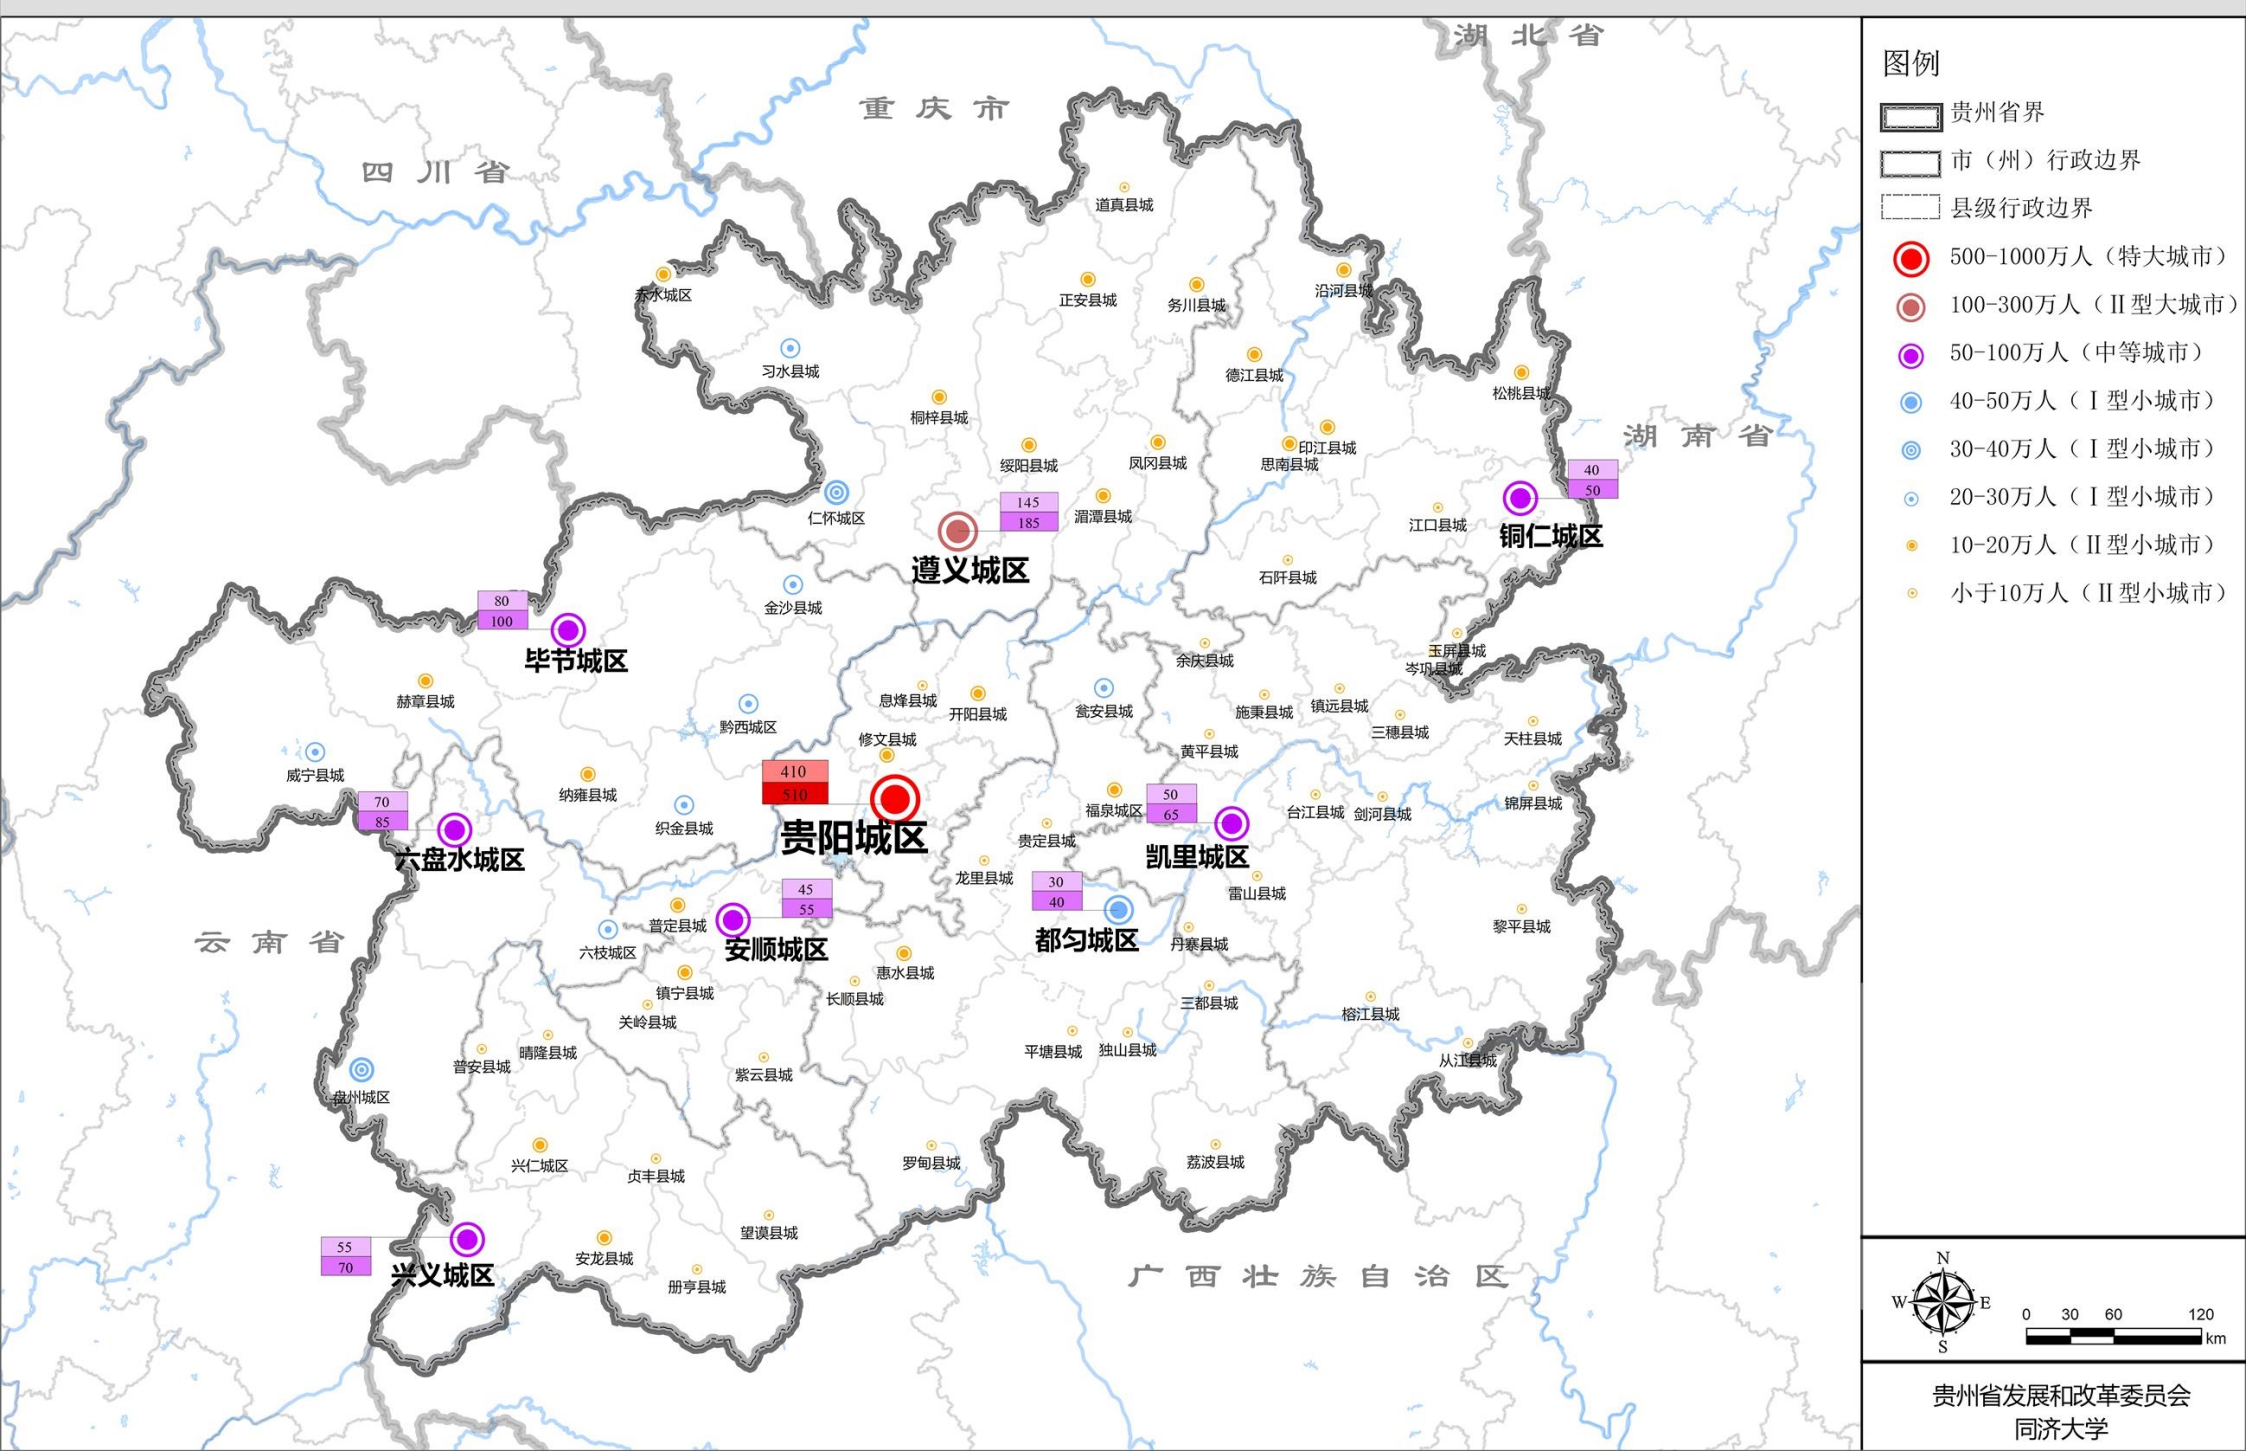 湖北省
重庆市
四川省
道真县城
赤水城区
正安县城
务川县城
沿河县城
习水县城
德江县城
松桃县城
桐梓县城
湖南省
绥阳县城
凤冈县城
印江县城
思南县城
40
50
仁怀城区
145
185
湄潭县城
江口县城
铜仁城区
遵义城区
石阡县城
金沙县城
80
100
毕节城区
余庆县城
玉屏县城
岑巩县城
赫章县城
息烽县城
开阳县城
瓮安县城
施秉县城
镇远县城
三穗县城
天柱县城
黔西城区
修文县城
黄平县城
威宁县城
410
510
纳雍县城
70
85
织金县城
贵阳城区
福泉城区
50
65
台江县城
剑河县城
锦屏县城
六盘水城区
贵定县城
凯里城区
龙里县城
30
40
雷山县城
45
55
普定县城
安顺城区
都匀城区
丹寨县城
黎平县城
云南省
六枝城区
惠水县城
镇宁县城
长顺县城
三都县城
关岭县城
榕江县城
普安县城
晴隆县城
紫云县城
平塘县城
独山县城
从江县城
盘州城区
兴仁城区
贞丰县城
罗甸县城
荔波县城
55
70
兴义城区
望谟县城
安龙县城
册亨县城
广西壮族自治区
图例
贵州省界
市（州）行政边界
县级行政边界
500-1000万人（特大城市）
100-300万人（Ⅱ型大城市）
50-100万人（中等城市）
40-50万人（Ⅰ型小城市）
30-40万人（Ⅰ型小城市）
20-30万人（Ⅰ型小城市）
10-20万人（Ⅱ型小城市）
小于10万人（Ⅱ型小城市）
N
W
E
S
0 30 60 120
km
贵州省发展和改革委员会
同济大学